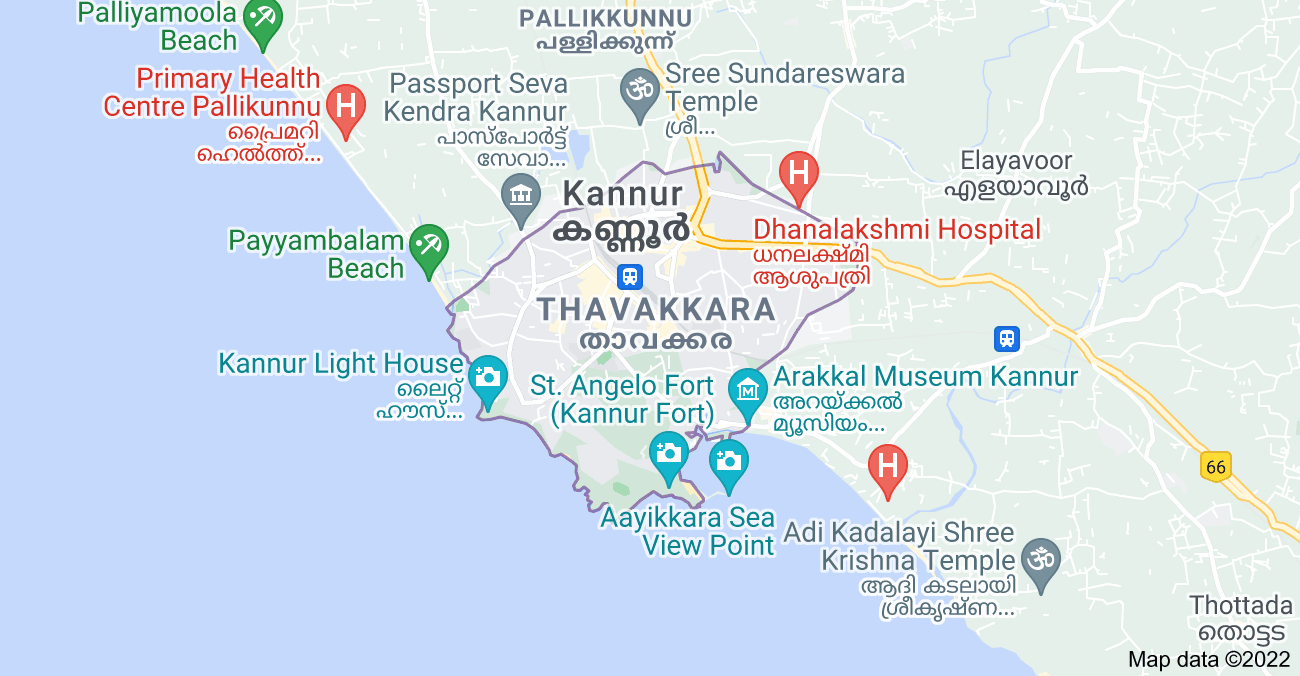 Palliyamoola
Beach
PALLIKKUNNU
പള്ളിക്കുന്ന്
Primary Health
Centre Pallikunnu
പ്രൈമറി
ഹെൽത്ത്...
Passport Seva
Kendra Kannur
പാസ്പോർട്ട്
സേവാ...
Sree Sundareswara
Temple
ശ്രീ...
Elayavoor
എളയാവൂർ
Kannur
കണ്ണൂർ
Dhanalakshmi Hospital
ധനലക്ഷ്മി
ആശുപത്രി
Payyambalam
Beach
THAVAKKARA
താവക്കര
Kannur Light House
ലൈറ്റ്
ഹൗസ്...
St. Angelo Fort
(Kannur Fort)
Arakkal Museum Kannur
അറയ്ക്കൽ
മ്യൂസിയം...
66
Aayikkara Sea
View Point
Adi Kadalayi Shree
Krishna Temple
ആദി കടലായി
ശ്രീകൃഷ്ണ...
Thottada
തൊട്ടട
Map data ©2022